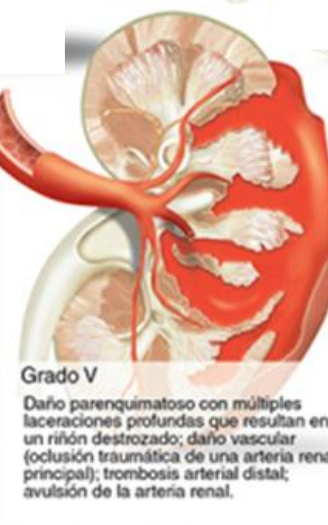 Grado V
Daño parenquimatoso con múltiples
laceraciones profundas que resultan en
un riñón destrozado; daño vascular
(oclusión traumática de una arteria rena
principal); trombosis arterial distal;
avulsión de la arteria renal.